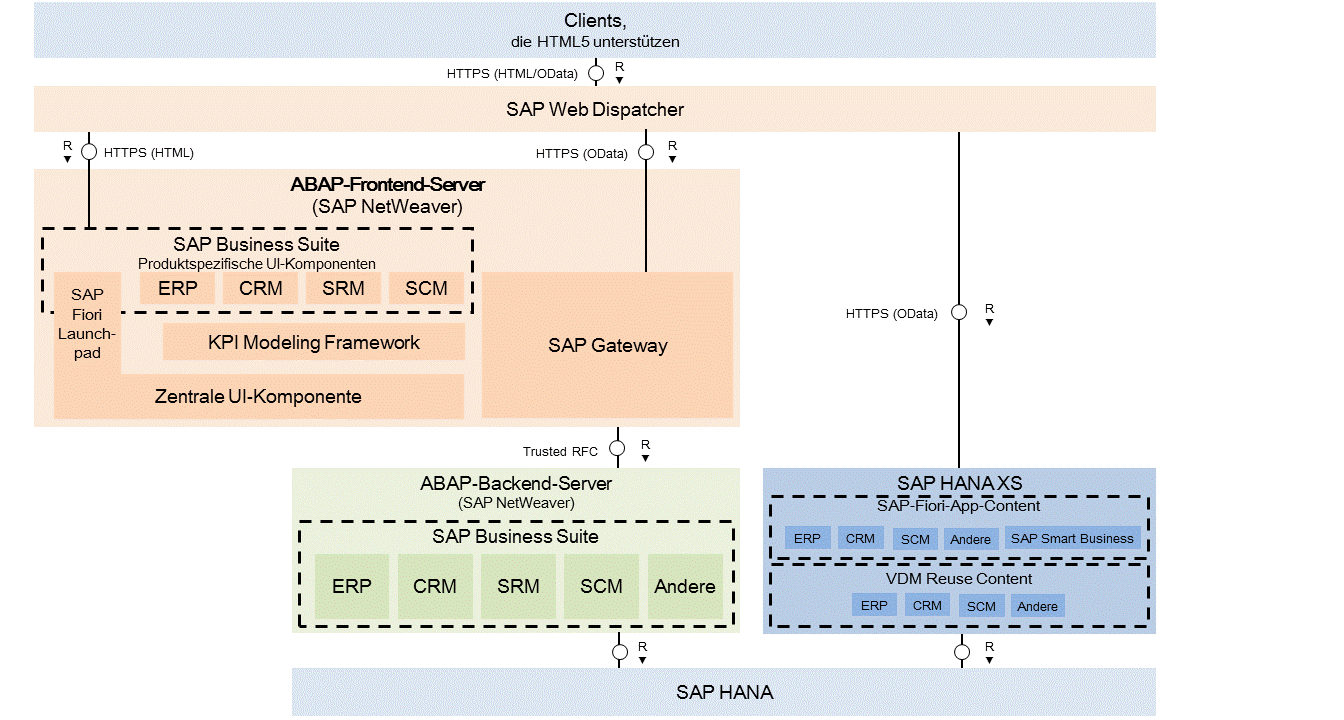 Clients,
die HTML5 unterstützen
HTTPS (HTML/OData)
R
SAP Web Dispatcher
R
HTTPS (HTML)
HTTPS (OData)
R
ABAP-Frontend-Server
(SAP NetWeaver)
SAP Business Suite
Produktspezifische UI-Komponenten
ERP
CRM
SRM
SCM
SAP
Fiori
Launch-
pad
KPI Modeling Framework
Zentrale UI-Komponente
SAP Gateway
HTTPS (OData)
R
Trusted RFC
R
ABAP-Backend-Server
(SAP NetWeaver)
SAP Business Suite
ERP
CRM
SRM
SCM
Andere
SAP HANA XS
SAP-Fiori-App-Content
ERP
CRM
SCM
Andere
SAP Smart Business
VDM Reuse Content
ERP
CRM
SCM
Andere
R
R
SAP HANA